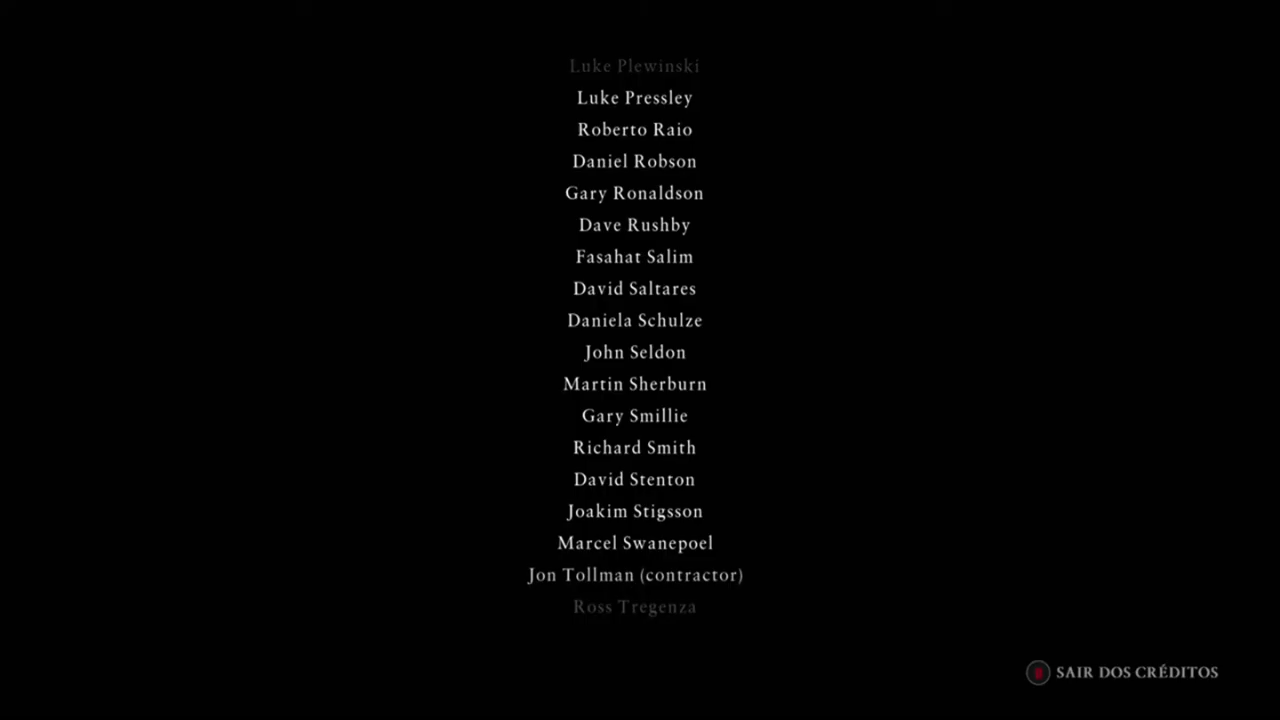 Luke Plewinski
Luke Pressley
Roberto Raio
Daniel Robson
Gary Ronaldson
Dave Rushby
Fasahat Salim
David Saltares
Daniela Schulze
John Seldon
Martin Sherburn
Gary Smillie
Richard Smith
David Stenton
Joakim Stigsson
Marcel Swanepoel
Jon Tollman (contractor)
Ross Tregenza
SAIR DOS CRÉDITOS